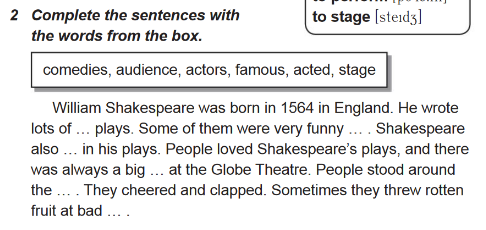 2 Complete the sentences with
the words from the box.
to stage [steɪdʒ]
comedies, audience, actors, famous, acted, stage
William Shakespeare was born in 1564 in England. He wrote
lots of … plays. Some of them were very funny … . Shakespeare
also … in his plays. People loved Shakespeare’s plays, and there
was always a big … at the Globe Theatre. People stood around
the … . They cheered and clapped. Sometimes they threw rotten
fruit at bad … .